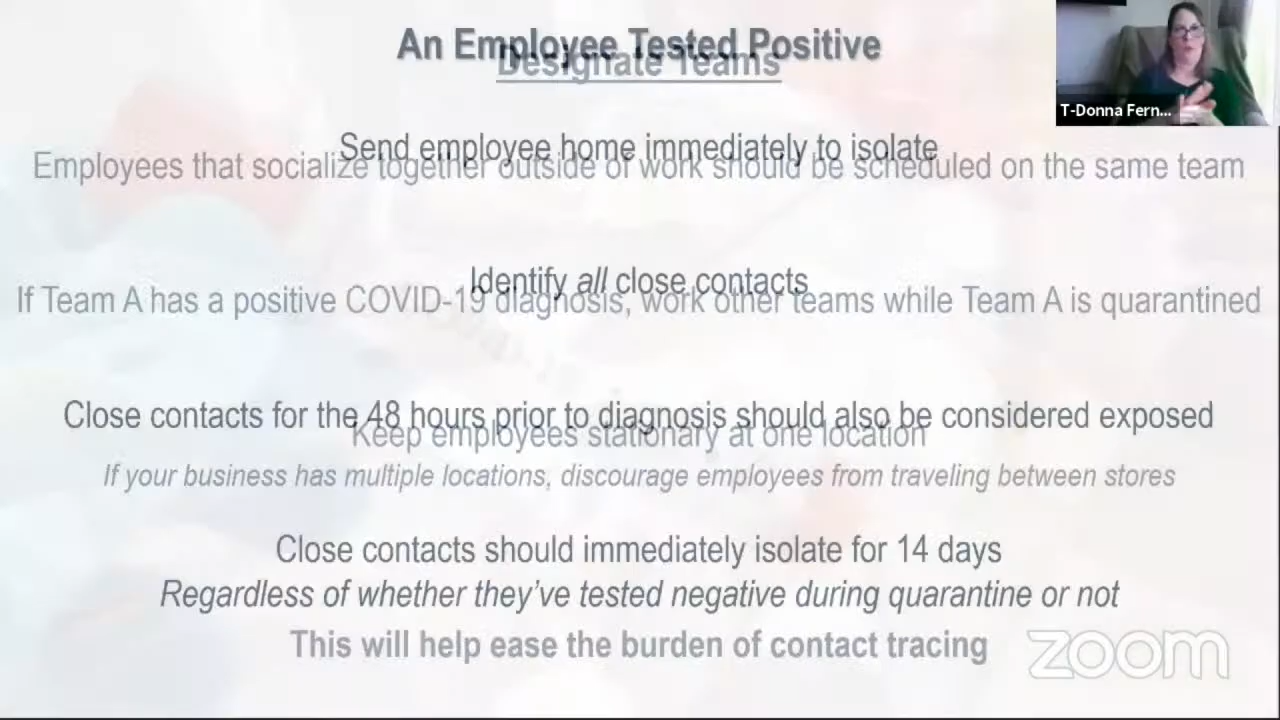 An Employee Tested Positive
Designate Teams
T-Donna Fern...
Send employee home immediately to isolate
Employees that socialize together outside of work should be scheduled on the same team
Identify all close contacts
If Team A has a positive COVID-19 diagnosis, work other teams while Team A is quarantined
Close contacts for the 48 hours prior to diagnosis should also be considered exposed
Keep employees stationary at one location
If your business has multiple locations, discourage employees from traveling between stores
Close contacts should immediately isolate for 14 days
Regardless of whether they've tested negative during quarantine or not
This will help ease the burden of contact tracing
zoom